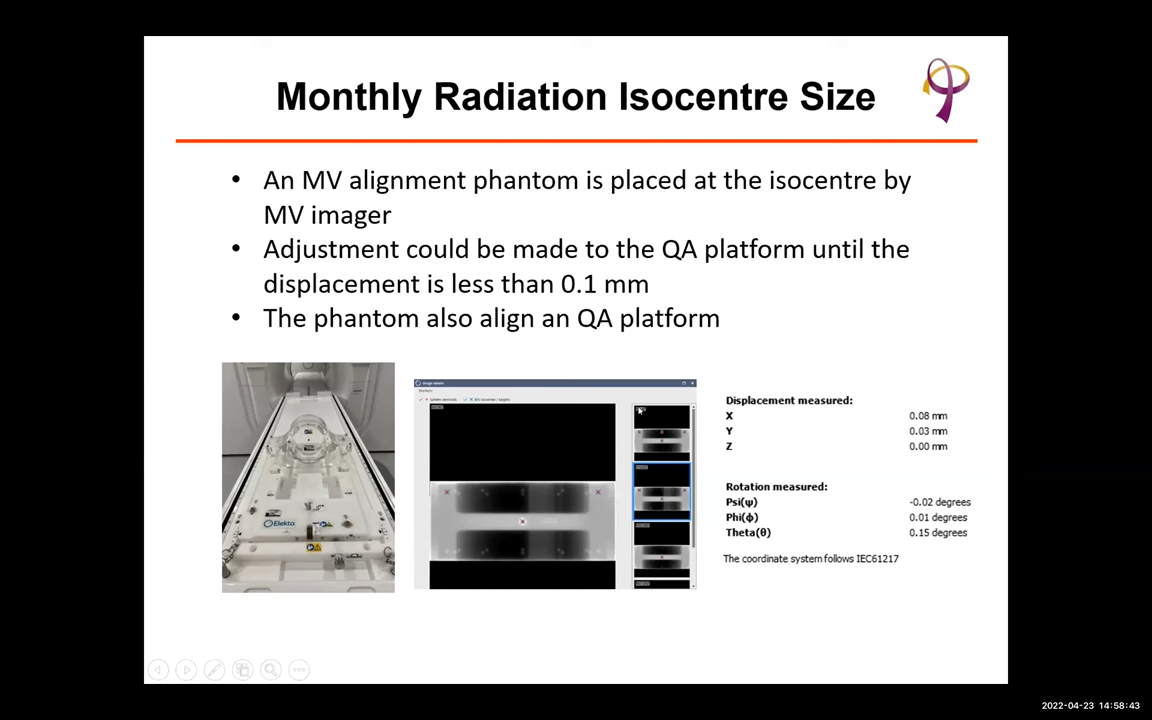 Monthly Radiation Isocentre Size
• An MV alignment phantom is placed at the isocentre by
MV imager
• Adjustment could be made to the QA platform until the
displacement is less than 0.1 mm
• The phantom also align an QA platform
Elekta
Displacement measured:
X 0.08 mm
Y 0.03 mm
Z 0.00 mm
Rotation measured:
Psi(ψ) -0.02 degrees
Phi(ϕ) 0.01 degrees
Theta(θ) 0.15 degrees
The coordinate system follows IEC61217
2022-04-23 14:58:43